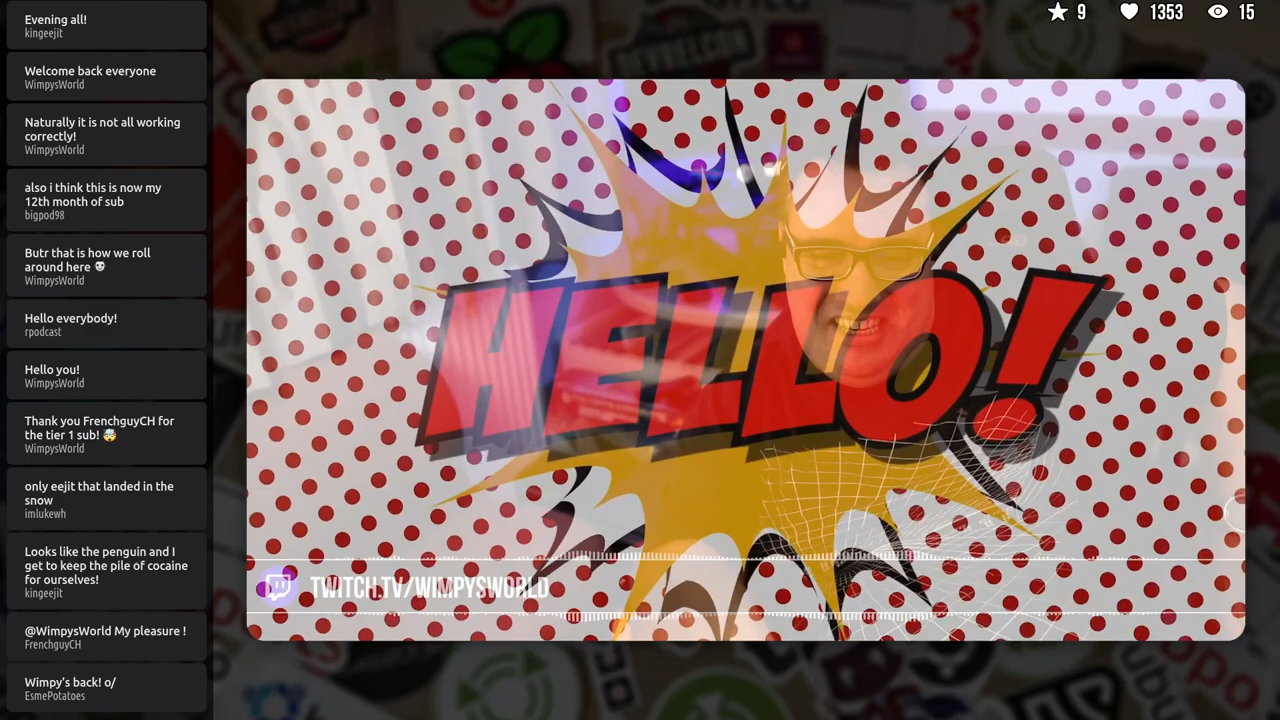 Evening all!
kingeejit
Welcome back everyone
WimpysWorld
Naturally it is not all working
correctly!
WimpysWorld
also i think this is now my
12th month of sub
bigpod98
Butr that is how we roll
around here
WimpysWorld
Hello everybody!
rpodcast
Hello you!
WimpysWorld
Thank you FrenchguyCH for
the tier 1 sub! 🤯
WimpysWorld
only eejit that landed in the
snow
imlukewh
Looks like the penguin and I
get to keep the pile of cocaine
for ourselves!
kingeejit
@WimpysWorld My pleasure !
FrenchguyCH
Wimpy's back! o/
EsmePotatoes
9 1353 15
HELLO!
TWITCH.TV/WIMPYSWORLD